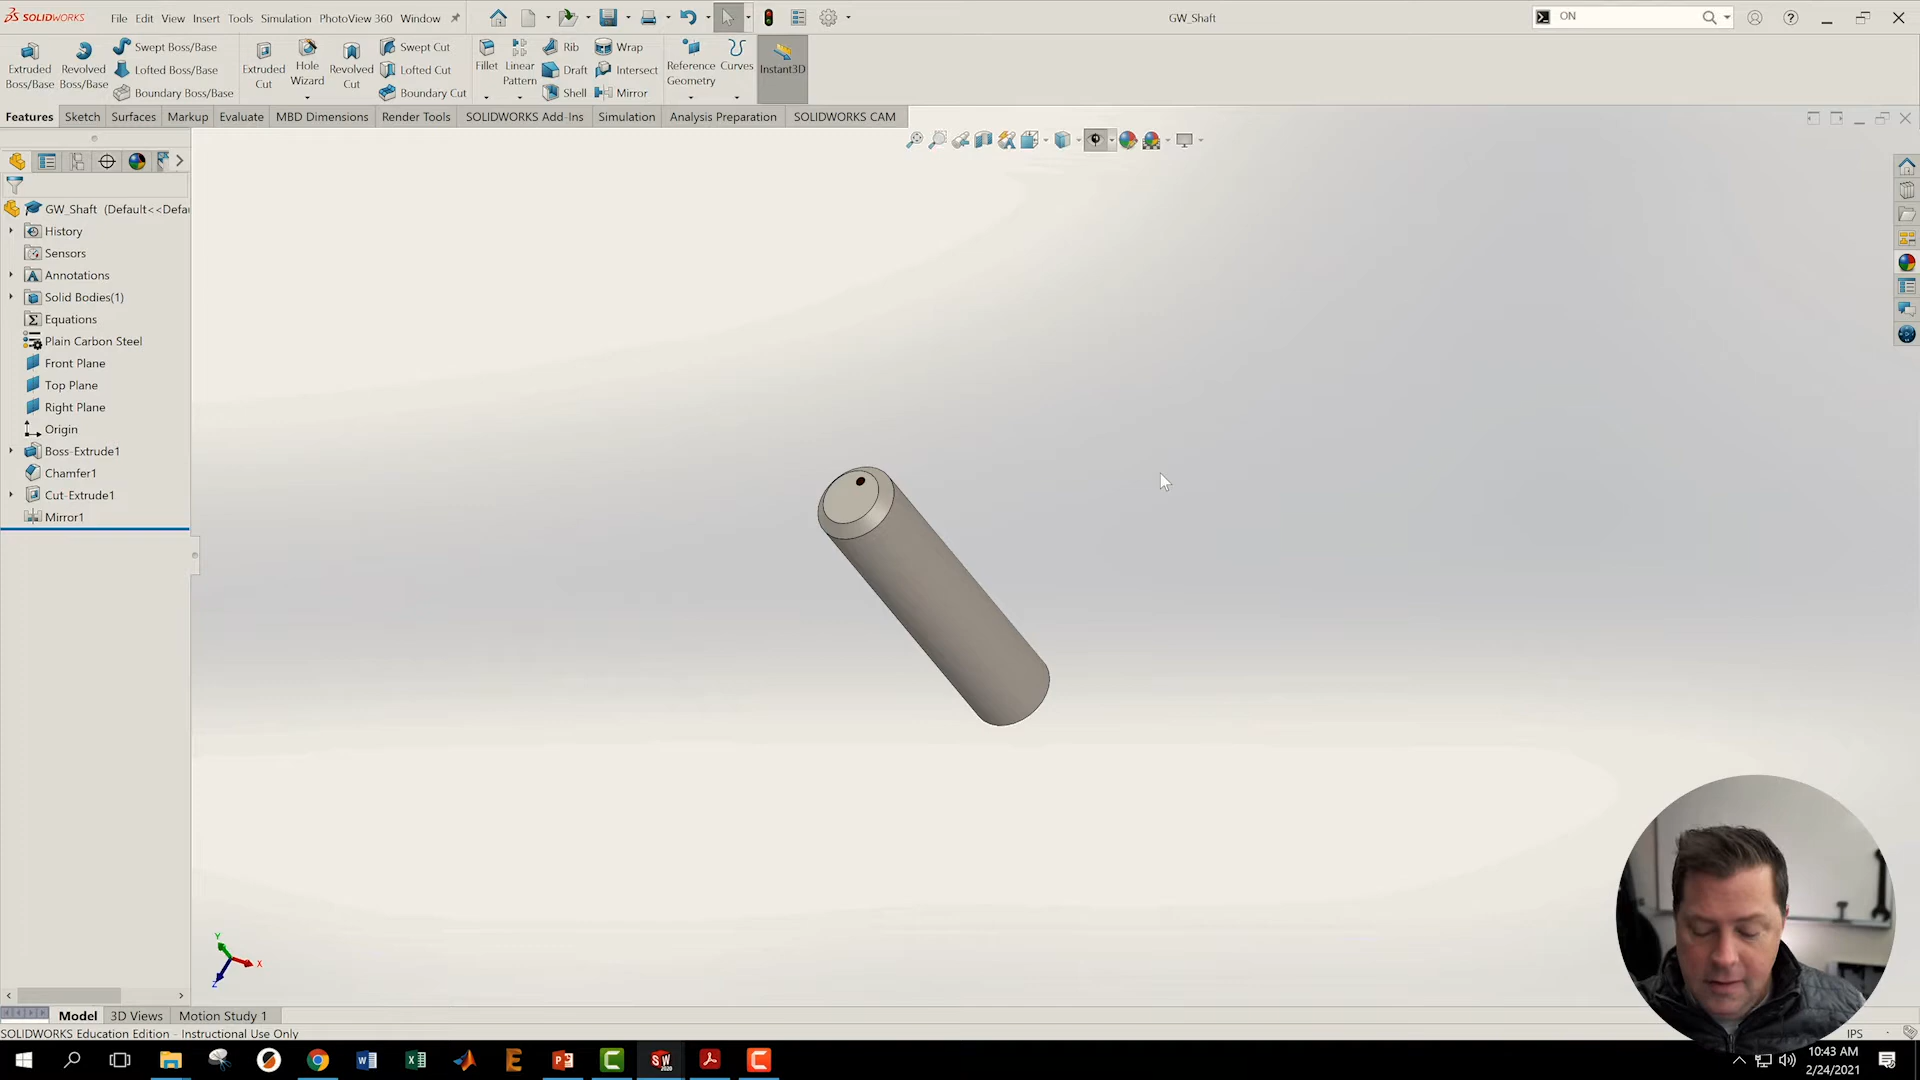 SOLIDWORKS File Edit View Insert Tools Simulation PhotoView 360 Window GW_Shaft ON
Extruded Boss/Base
Revolved Boss/Base
Swept Boss/Base
Lofted Boss/Base
Boundary Boss/Base
Extruded Cut
Hole Wizard
Revolved Cut
Swept Cut
Lofted Cut
Boundary Cut
Fillet
Linear Pattern
Rib
Draft
Shell
Wrap
Intersect
Mirror
Reference Geometry
Curves
Instant3D
Features Sketch Surfaces Markup Evaluate MBD Dimensions Render Tools SOLIDWORKS Add-Ins Simulation Analysis Preparation SOLIDWORKS CAM
GW_Shaft (Default<<Defau
History
Sensors
Annotations
Solid Bodies(1)
Equations
Plain Carbon Steel
Front Plane
Top Plane
Right Plane
Origin
Boss-Extrude1
Chamfer1
Cut-Extrude1
Mirror1
Y
X
Z
Model 3D Views Motion Study 1
SOLIDWORKS Education Edition - Instructional Use Only IPS
10:43 AM
2/24/2021